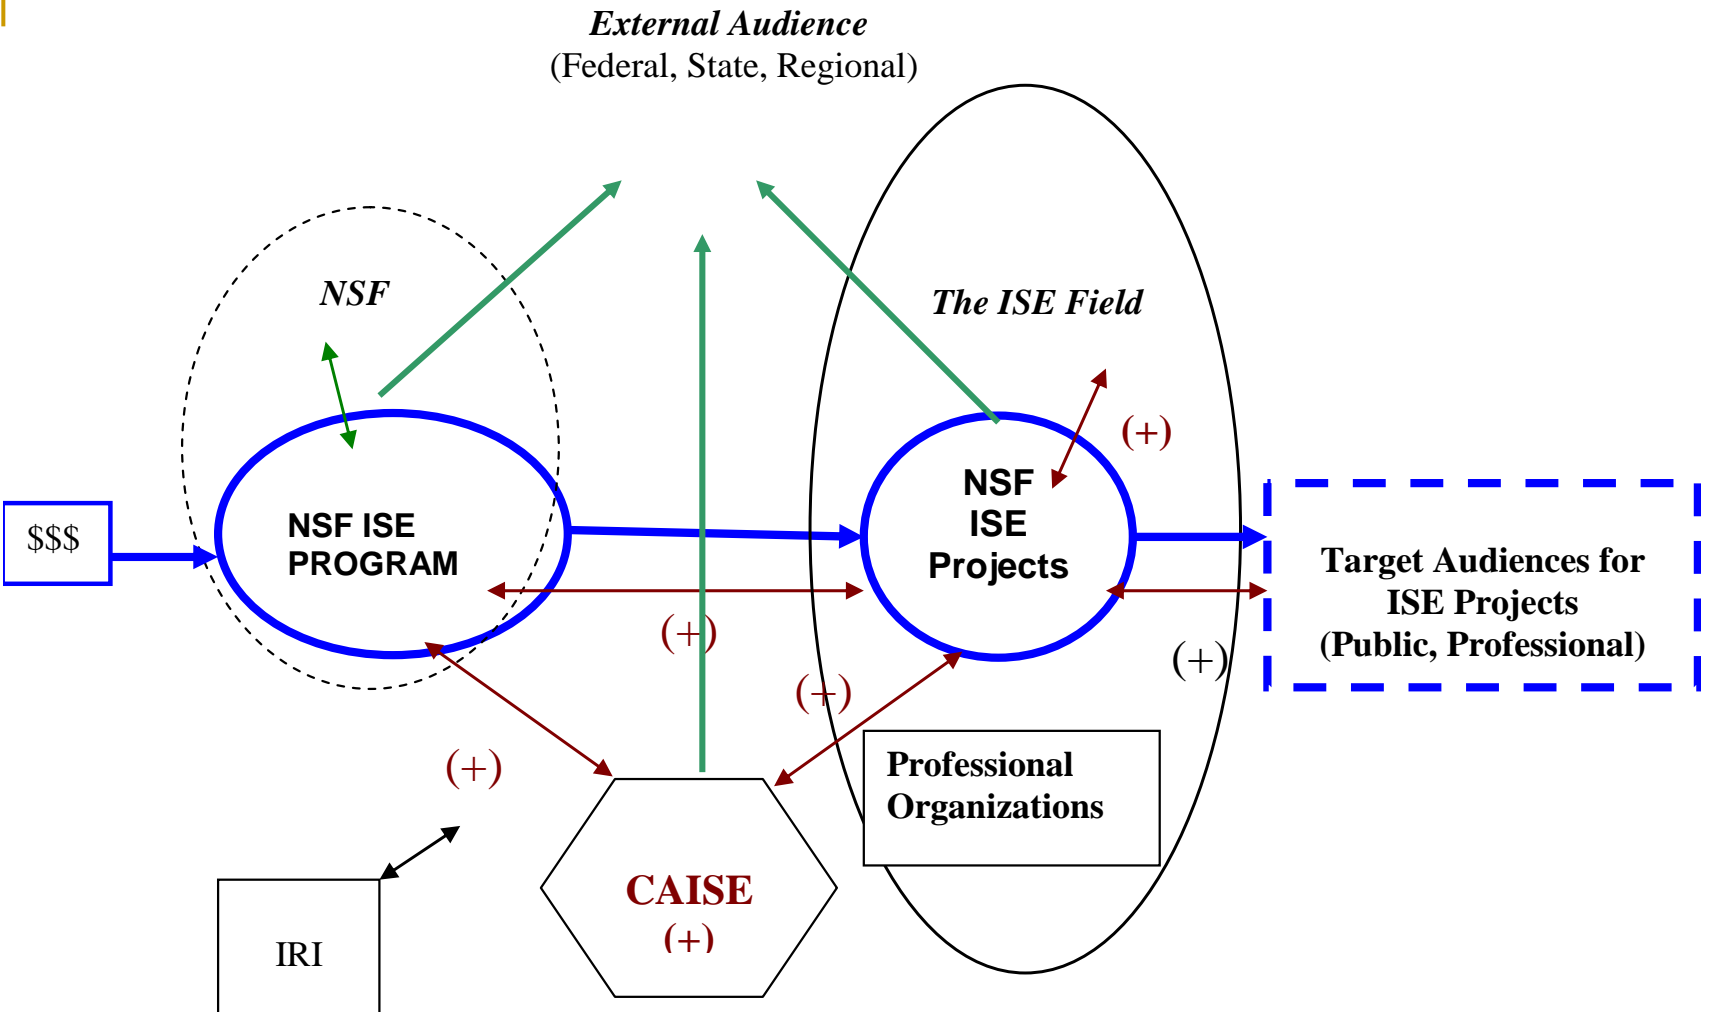 External Audience
(Federal, State, Regional)
NSF
The ISE Field
(+)
NSF
ISE
Projects
NSF ISE
PROGRAM
$$$
Target Audiences for
ISE Projects
(Public, Professional)
(+)
(+)
(+)
(+)
Professional
Organizations
CAISE
(+)
IRI